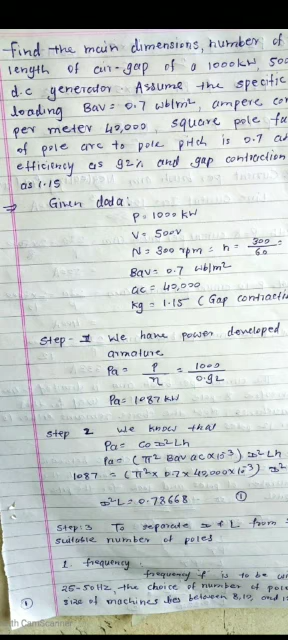 find the main dimensions, number of
length of air-gap of a 1000kW, 500
d.c generator. Assume the specific
loading Bav = 0.7 wb/m², ampere con
per meter 40,000, square pole fa
of pole arc to pole pitch is 0.7 a
efficiency as 92% and gap contraction
as 1.15
⇒ Given data:
P = 1000 kW
V = 500V
N = 300 rpm = n = 300/60 =
Bav = 0.7 wb/m²
ac = 40,000
kg = 1.15 (Gap contracti
Step - I We have power developed
armature
Pa = P/η = 1000/0.92
Pa = 1087 kW
Step 2 We know that
Pa = Co D²Ln
Pa = (π² Bav ac x10⁻³) D²Ln
1087 = (π² x 0.7 x 40,000 x10⁻³) D²
D²L = 0.78668 ①
Step: 3 To separate D & L from
suitable number of poles
1. frequency
frequency f is to be
25-50Hz, the choice of number of pole
size of machines lies between 8, 10, and 1
①
th CamScanner